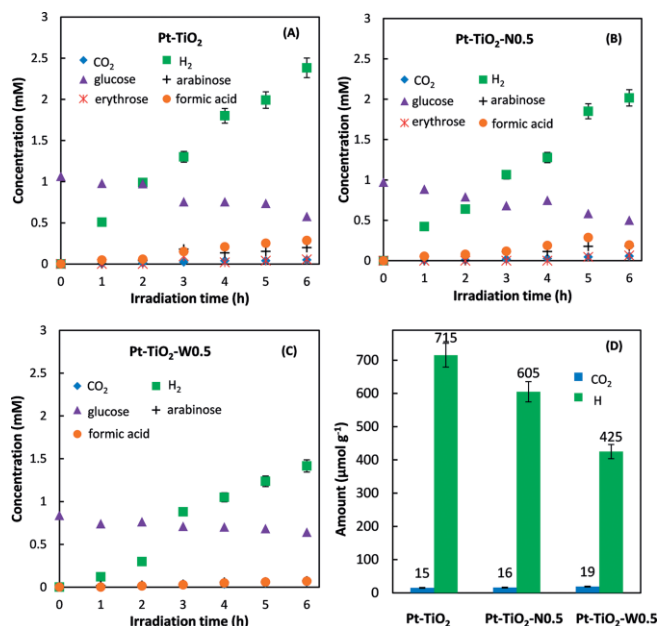 Pt-TiO₂ (A)
CO₂ H₂
glucose arabinose
erythrose formic acid
Concentration (mM)
3
2.5
2
1.5
1
0.5
0
0 1 2 3 4 5 6
Irradiation time (h)
Pt-TiO₂-N0.5
(B)
CO₂ H₂
glucose arabinose
erythrose formic acid
Concentration (mM)
3
2.5
2
1.5
1
0.5
0
0 1 2 3 4 5 6
Irradiation time (h)
Pt-TiO₂-W0.5 (C)
CO₂ H₂
glucose arabinose
formic acid
Concentration (mM)
3
2.5
2
1.5
1
0.5
0
0 1 2 3 4 5 6
Irradiation time (h)
(D)
CO₂
H
Amount (µmol g⁻¹)
700
600
500
400
300
200
100
0
715
605
425
15 16 19
Pt-TiO₂ Pt-TiO₂-N0.5 Pt-TiO₂-W0.5